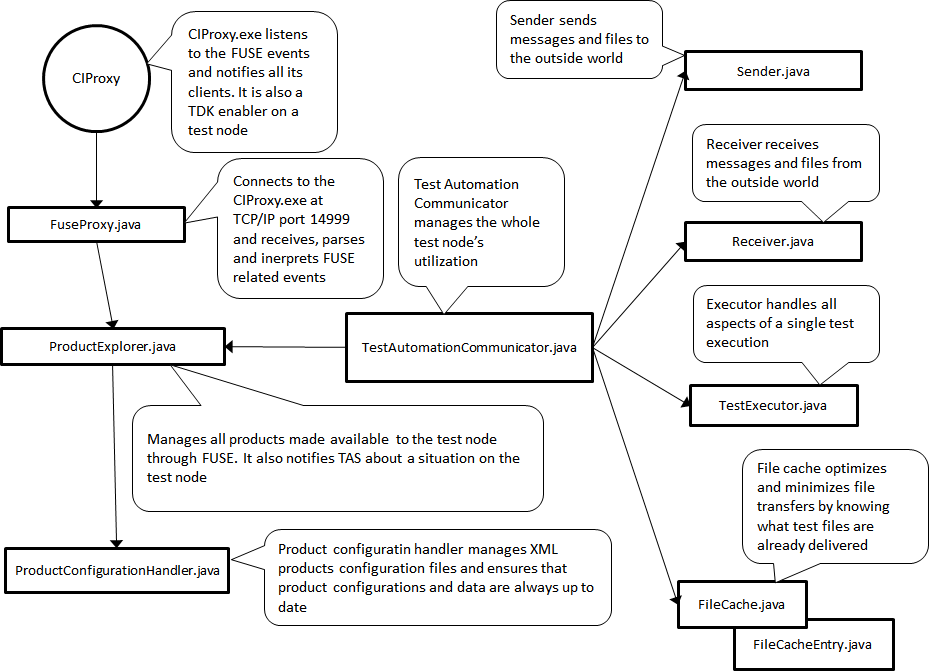 CIProxy
CIProxy.exe listens
to the FUSE events
and notifies all its
clients. It is also a
TDK enabler on a
test node
Sender sends
messages and files to
the outside world
Sender.java
Receiver receives
messages and files from
the outside world
Receiver.java
Connects to the
CIProxy.exe at
TCP/IP port 14999
and receives, parses
and inerprets FUSE
related events
FuseProxy.java
Test Automation
Communicator
manages the whole
test node's
utilization
TestAutomationCommunicator.java
ProductExplorer.java
Executor handles all
aspects of a single test
execution
TestExecutor.java
Manages all products made available to the test node
through FUSE. It also notifies TAS about a situation on the
test node
File cache optimizes
and minimizes file
transfers by knowing
what test files are
already delivered
Product configuratin handler manages XML
products configuration files and ensures that
product configurations and data are always up to
date
ProductConfigurationHandler.java
FileCache.java
FileCacheEntry.java